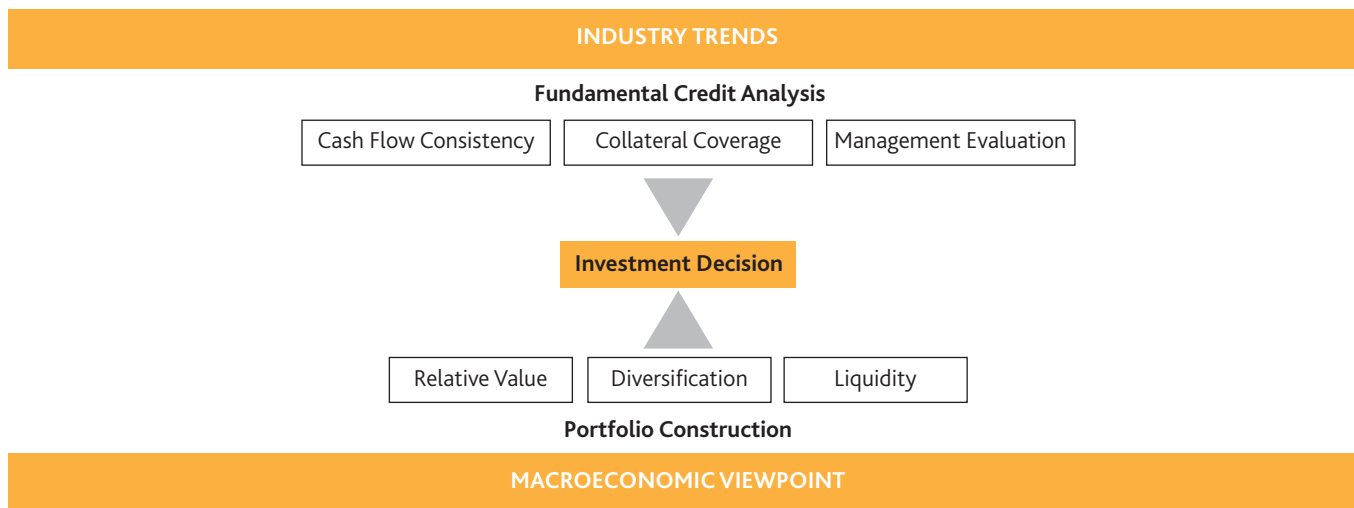 INDUSTRY TRENDS
Fundamental Credit Analysis
Cash Flow Consistency
Collateral Coverage
Management Evaluation
Investment Decision
Relative Value
Diversification
Liquidity
Portfolio Construction
MACROECONOMIC VIEWPOINT